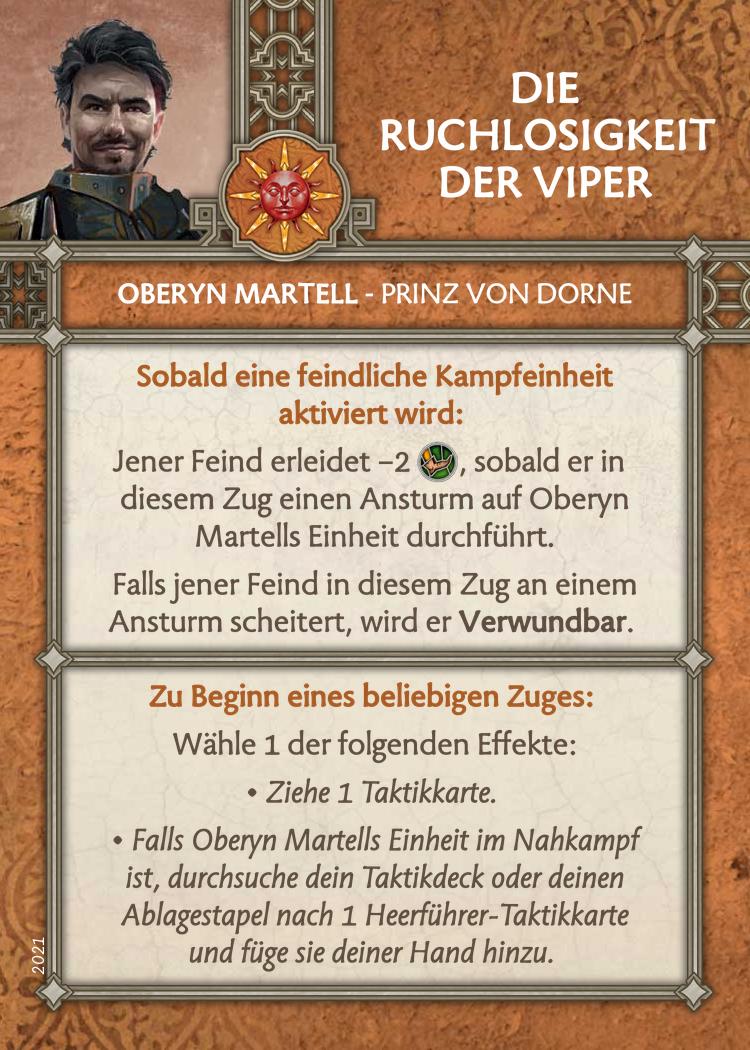 DIE
RUCHLOSIGKEIT
DER VIPER
OBERYN MARTELL - PRINZ VON DORNE
Sobald eine feindliche Kampfeinheit
aktiviert wird:
Jener Feind erleidet –2 , sobald er in
diesem Zug einen Ansturm auf Oberyn
Martells Einheit durchführt.
Falls jener Feind in diesem Zug an einem
Ansturm scheitert, wird er Verwundbar.
Zu Beginn eines beliebigen Zuges:
Wähle 1 der folgenden Effekte:
• Ziehe 1 Taktikkarte.
• Falls Oberyn Martells Einheit im Nahkampf
ist, durchsuche dein Taktikdeck oder deinen
Ablagestapel nach 1 Heerführer-Taktikkarte
und füge sie deiner Hand hinzu.
2021